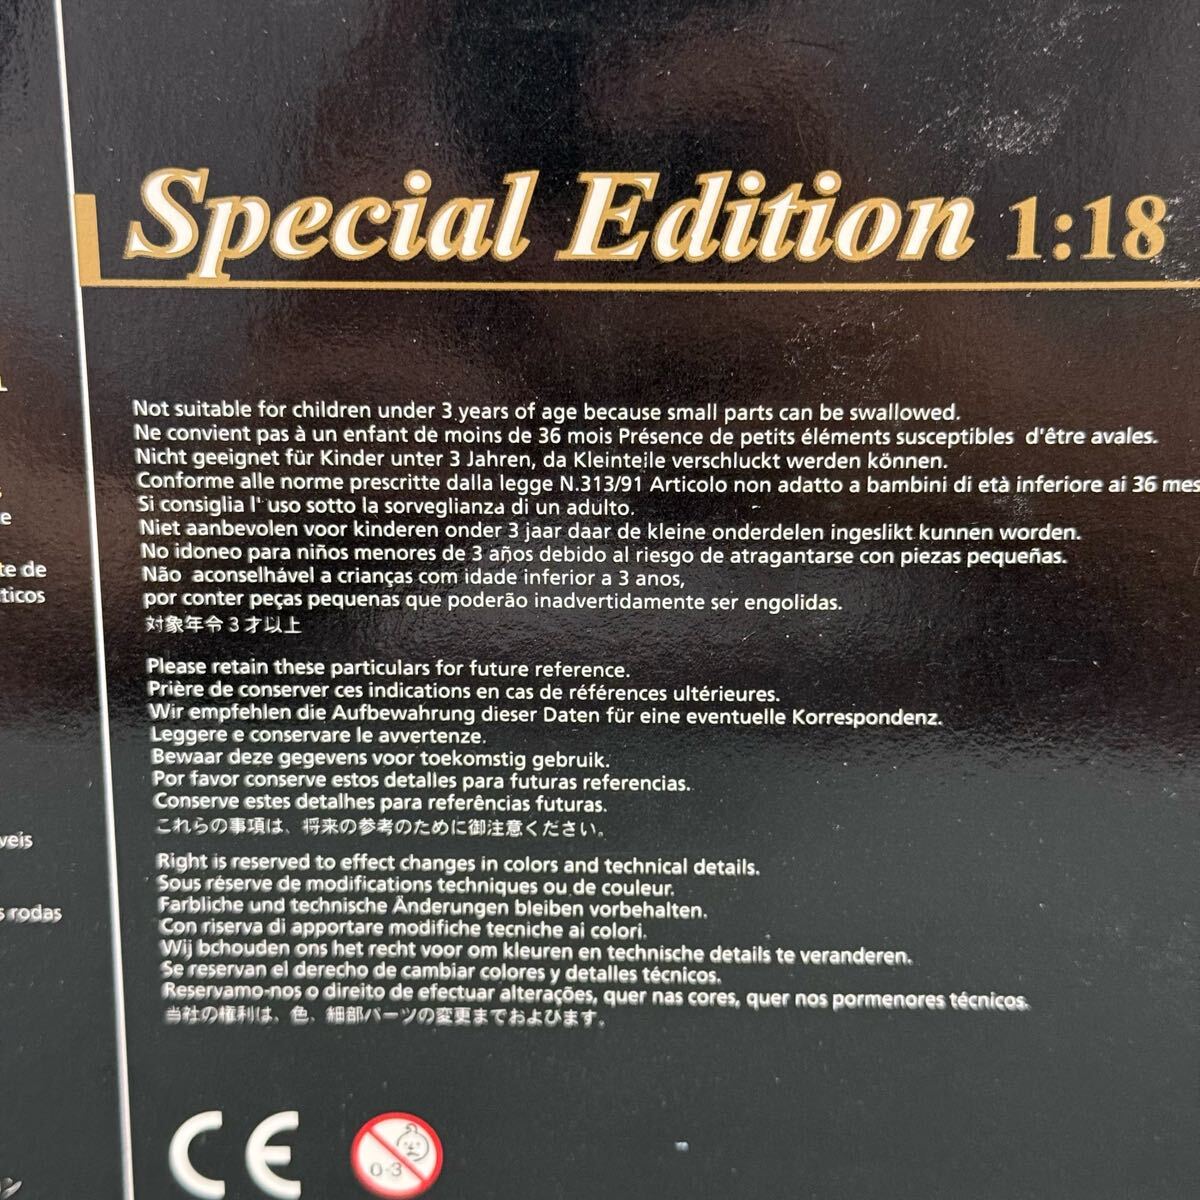 Special Edition 1:18
Not suitable for children under 3 years of age because small parts can be swallowed.
Ne convient pas à un enfant de moins de 36 mois Présence de petits éléments susceptibles d'être avales.
Nicht geeignet für Kinder unter 3 Jahren, da Kleinteile verschluckt werden können.
Conforme alle norme prescritte dalla legge N.313/91 Articolo non adatto a bambini di età inferiore ai 36 mes
Si consiglia l' uso sotto la sorveglianza di un adulto.
Niet aanbevolen voor kinderen onder 3 jaar daar de kleine onderdelen ingeslikt kunnen worden.
No idoneo para niños menores de 3 años debido al riesgo de atragantarse con piezas pequeñas.
Não aconselhável a crianças com idade inferior a 3 anos,
por conter peças pequenas que poderão inadvertidamente ser engolidas.
対象年令3才以上
Please retain these particulars for future reference.
Prière de conserver ces indications en cas de références ultérieures.
Wir empfehlen die Aufbewahrung dieser Daten für eine eventuelle Korrespondenz.
Leggere e conservare le avvertenze.
Bewaar deze gegevens voor toekomstig gebruik.
Por favor conserve estos detalles para futuras referencias.
Conserve estes detalhes para referências futuras.
これらの事項は、将来の参考のために御注意ください。
Right is reserved to effect changes in colors and technical details.
Sous réserve de modifications techniques ou de couleur.
Farbliche und technische Änderungen bleiben vorbehalten.
Con riserva di apportare modifiche tecniche ai colori.
Wij bchouden ons het recht voor om kleuren en technische details te veranderen.
Se reservan el derecho de cambiar colores y detalles técnicos.
Reservamo-nos o direito de efectuar alterações, quer nas cores, quer nos pormenores técnicos.
当社の権利は、色、細部パーツの変更までおよびます。
CE
0-3
e
te de
ticos
veis
s rodas